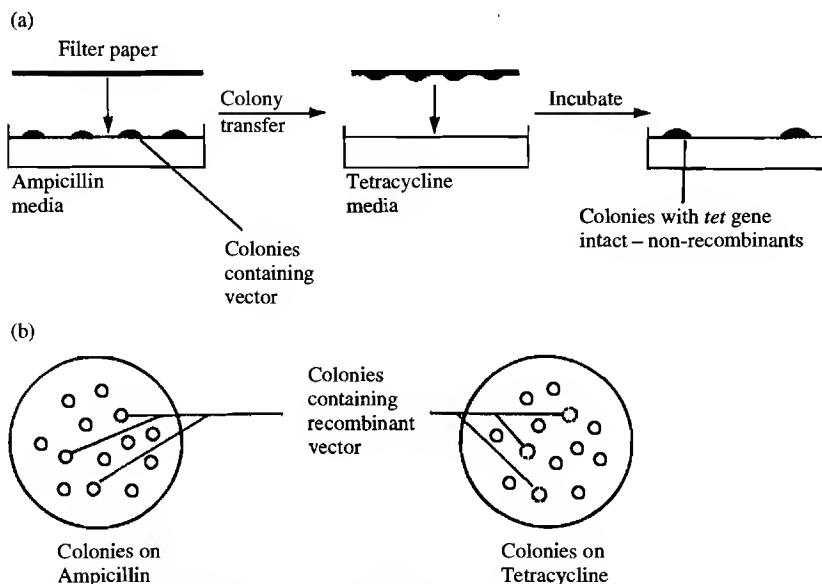 (a)
Filter paper
Colony
transfer
Incubate
Ampicillin
media
Tetracycline
media
Colonies
containing
vector
Colonies with tet gene
intact – non-recombinants
(b)
Colonies
containing
recombinant
vector
Colonies on
Ampicillin
Colonies on
Tetracycline